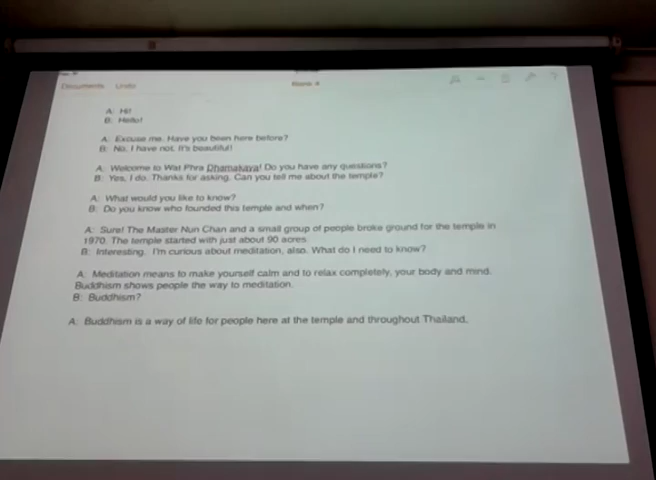 Documents Undo
A: Hi!
B: Hello!
A: Excuse me. Have you been here before?
B: No, I have not. It's beautiful!
A: Welcome to Wat Phra Dhamakaya! Do you have any questions?
B: Yes, I do. Thanks for asking. Can you tell me about the temple?
A: What would you like to know?
B: Do you know who founded this temple and when?
A: Sure! The Master Nun Chan and a small group of people broke ground for the temple in
1970. The temple started with just about 90 acres.
B: Interesting. I'm curious about meditation, also. What do I need to know?
A: Meditation means to make yourself calm and to relax completely, your body and mind.
Buddhism shows people the way to meditation.
B: Buddhism?
A: Buddhism is a way of life for people here at the temple and throughout Thailand.